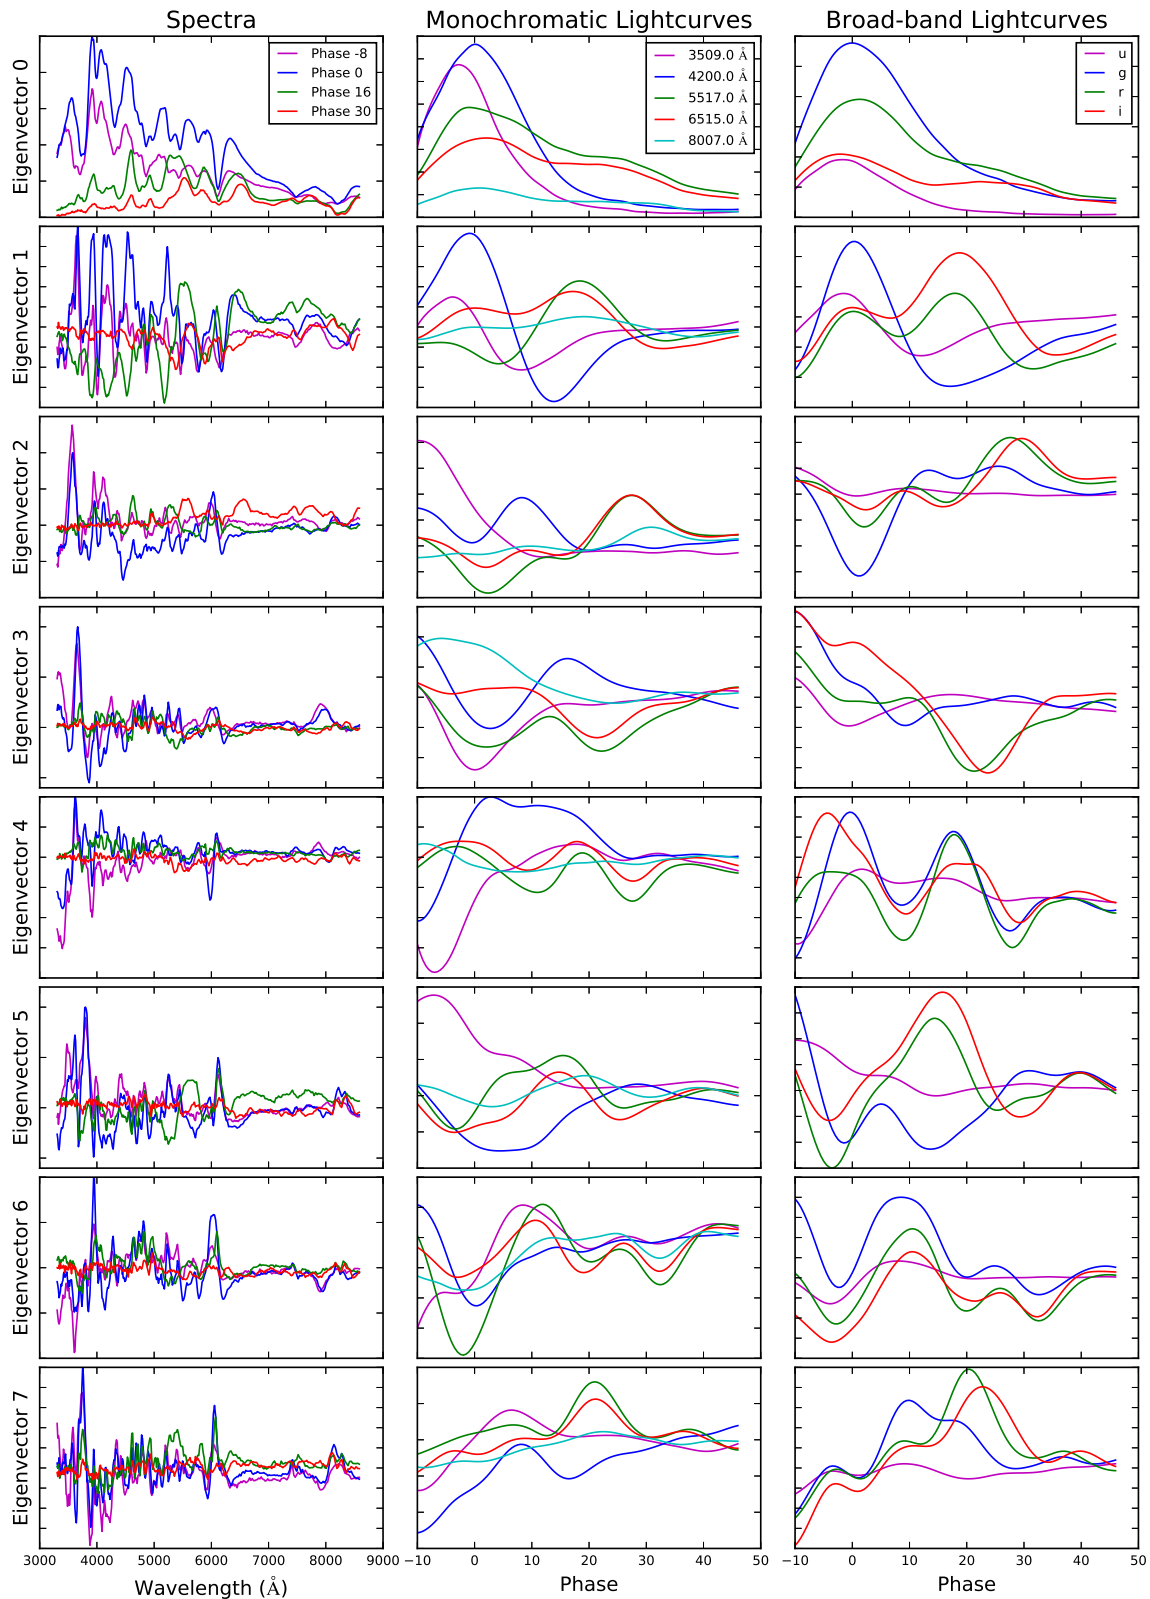 Spectra
Monochromatic Lightcurves
Broad-band Lightcurves
Eigenvector 0
Phase -8
Phase 0
Phase 16
Phase 30
3509.0 Å
4200.0 Å
5517.0 Å
6515.0 Å
8007.0 Å
u
g
r
i
Eigenvector 1
Eigenvector 2
Eigenvector 3
Eigenvector 4
Eigenvector 5
Eigenvector 6
Eigenvector 7
3000 4000 5000 6000 7000 8000 9000
−10 0 10 20 30 40 50
−10 0 10 20 30 40 50
Wavelength (Å)
Phase
Phase